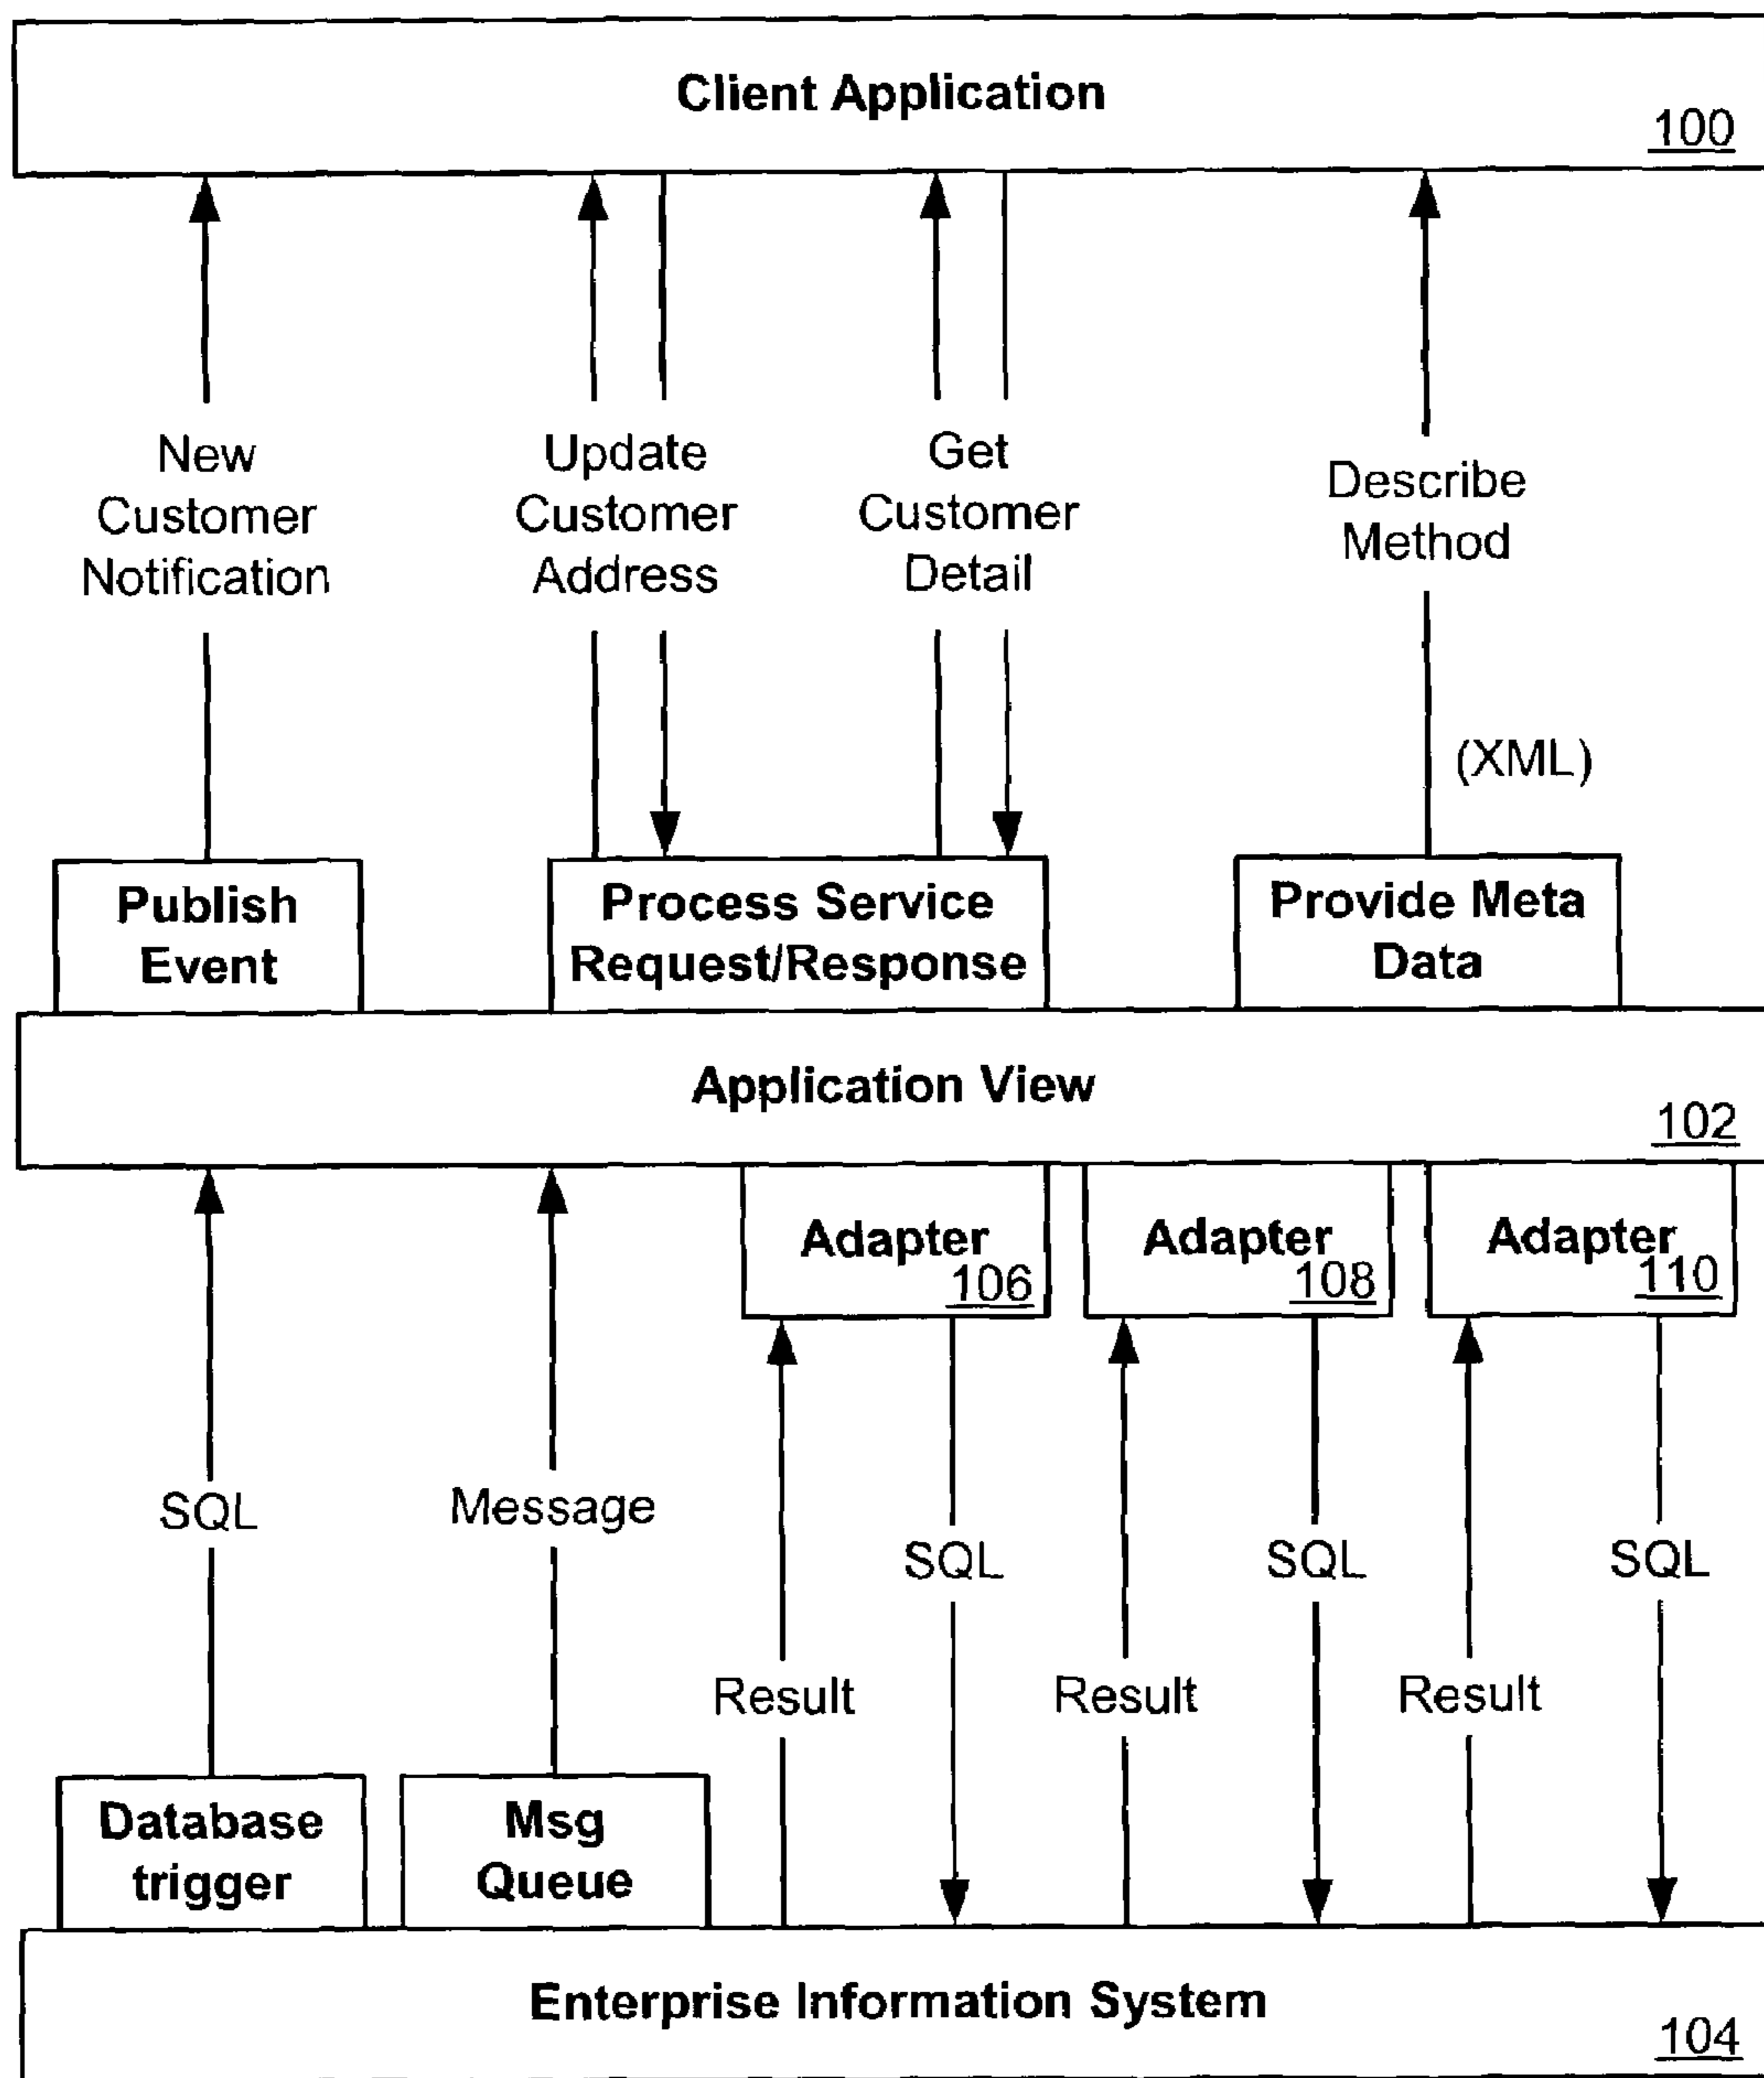 Client Application
100
New
Customer
Notification
Update
Customer
Address
Get
Customer
Detail
Describe
Method
(XML)
Publish
Event
Process Service
Request/Response
Provide Meta
Data
Application View
102
Adapter
106
Adapter
108
Adapter
110
SQL
Message
SQL
SQL
SQL
Result
Result
Result
Database
trigger
Msg
Queue
Enterprise Information System
104